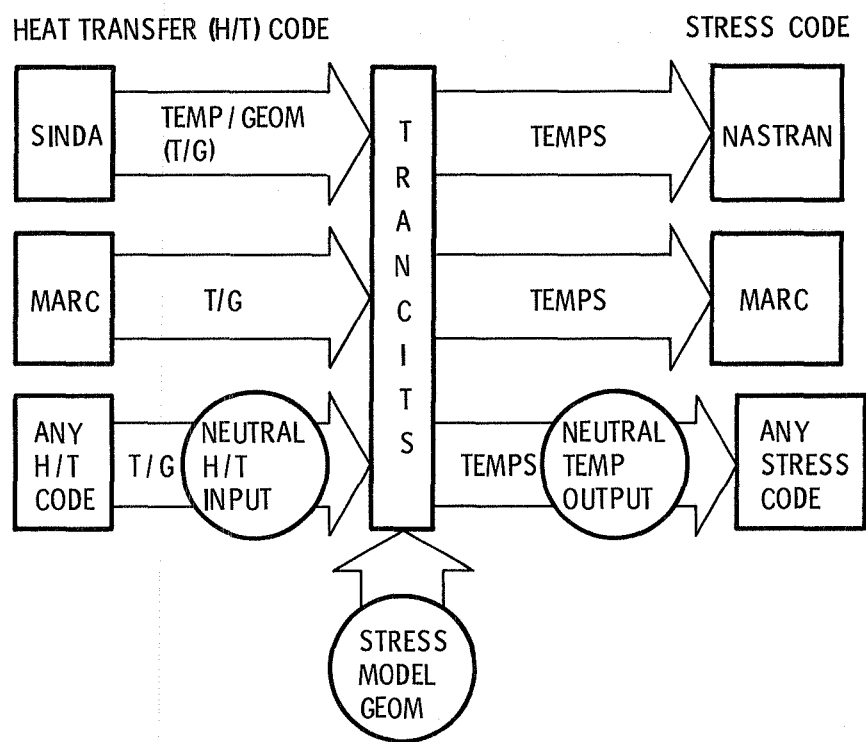 HEAT TRANSFER (H/T) CODE
STRESS CODE
SINDA
TEMP / GEOM
(T/G)
TRANCITS
TEMPS
NASTRAN
MARC
T/G
TEMPS
MARC
ANY
H/T
CODE
T/G
NEUTRAL
H/T
INPUT
TEMPS
NEUTRAL
TEMP
OUTPUT
ANY
STRESS
CODE
STRESS
MODEL
GEOM